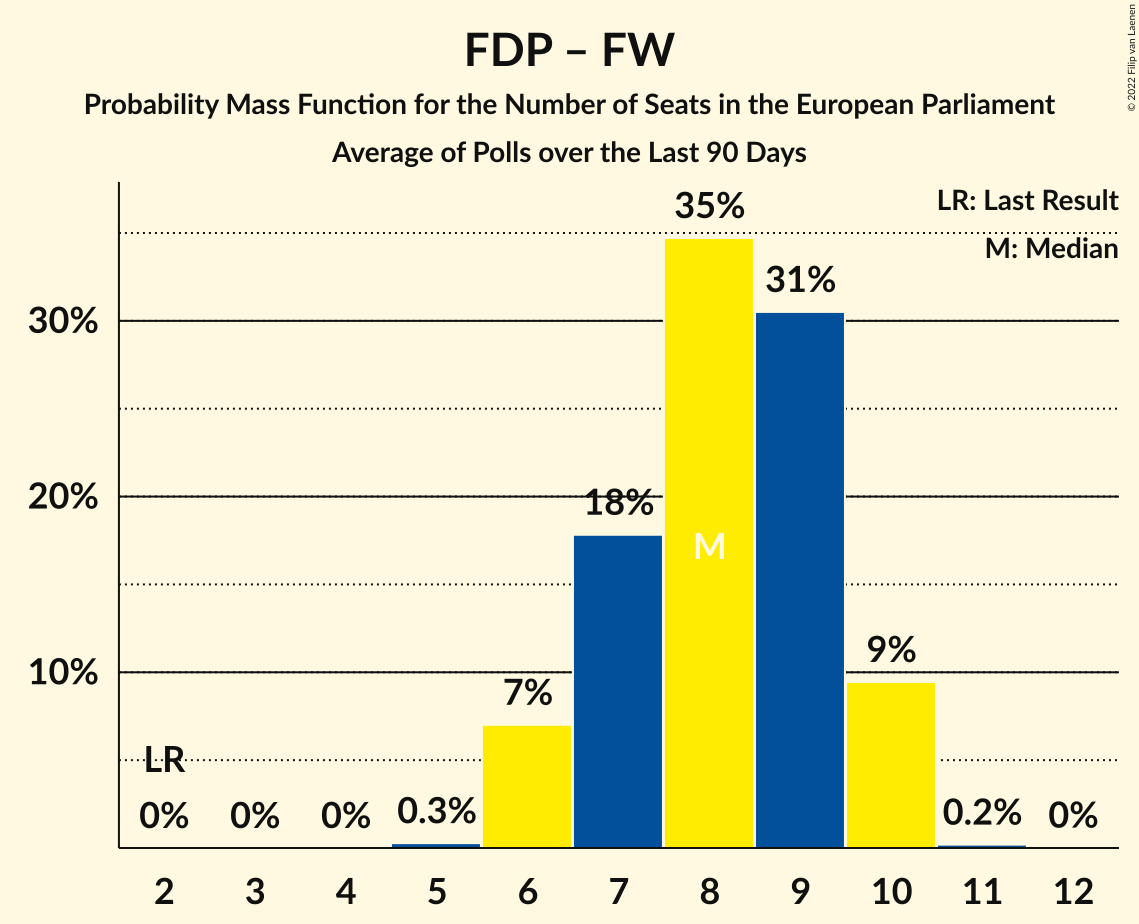 FDP – FW
Probability Mass Function for the Number of Seats in the European Parliament
Average of Polls over the Last 90 Days
© 2022 Filip van Laenen
LR: Last Result
M: Median
35%
31%
30%
18%
20%
M
9%
10%
7%
LR
0%
0%
0%
0.3%
0.2%
0%
2 3 4 5 6 7 8 9 10 11 12